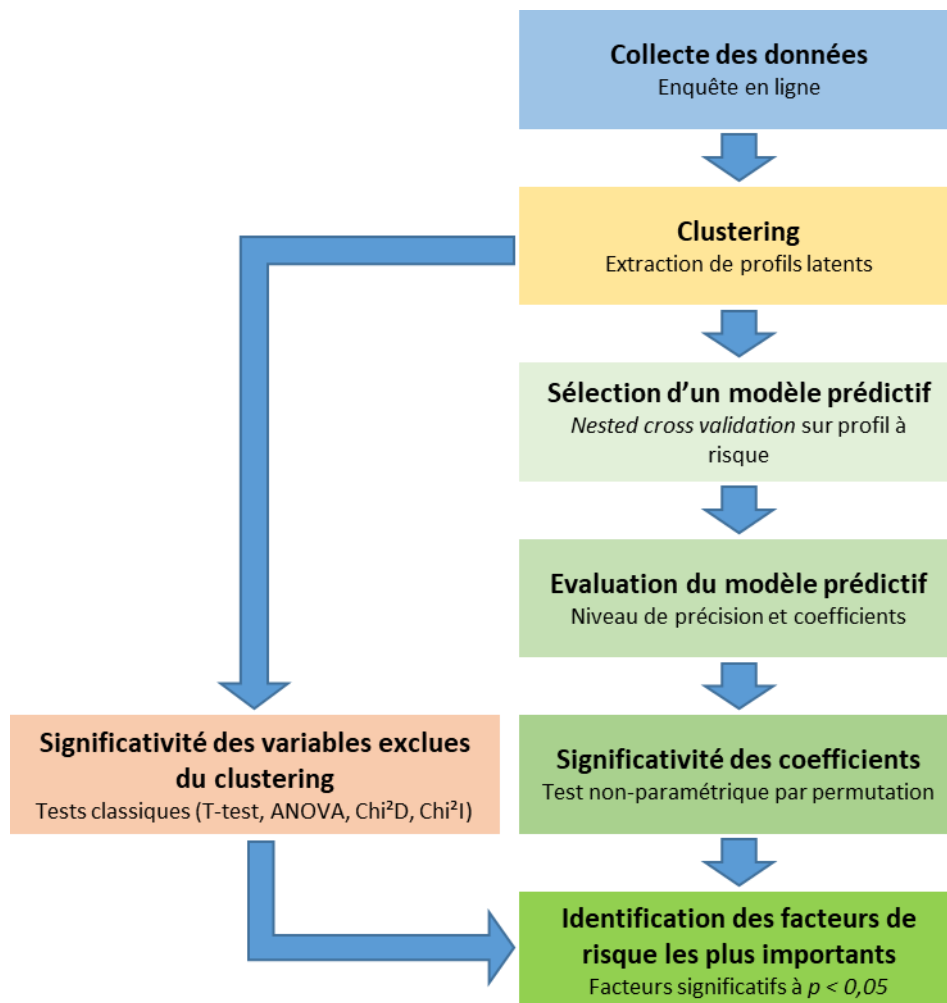 Collecte des données
Enquête en ligne
Clustering
Extraction de profils latents
Sélection d’un modèle prédictif
Nested cross validation sur profil à
risque
Evaluation du modèle prédictif
Niveau de précision et coefficients
Significativité des variables exclues
du clustering
Tests classiques (T-test, ANOVA, Chi²D, Chi²I)
Significativité des coefficients
Test non-paramétrique par permutation
Identification des facteurs de
risque les plus importants
Facteurs significatifs à p < 0,05